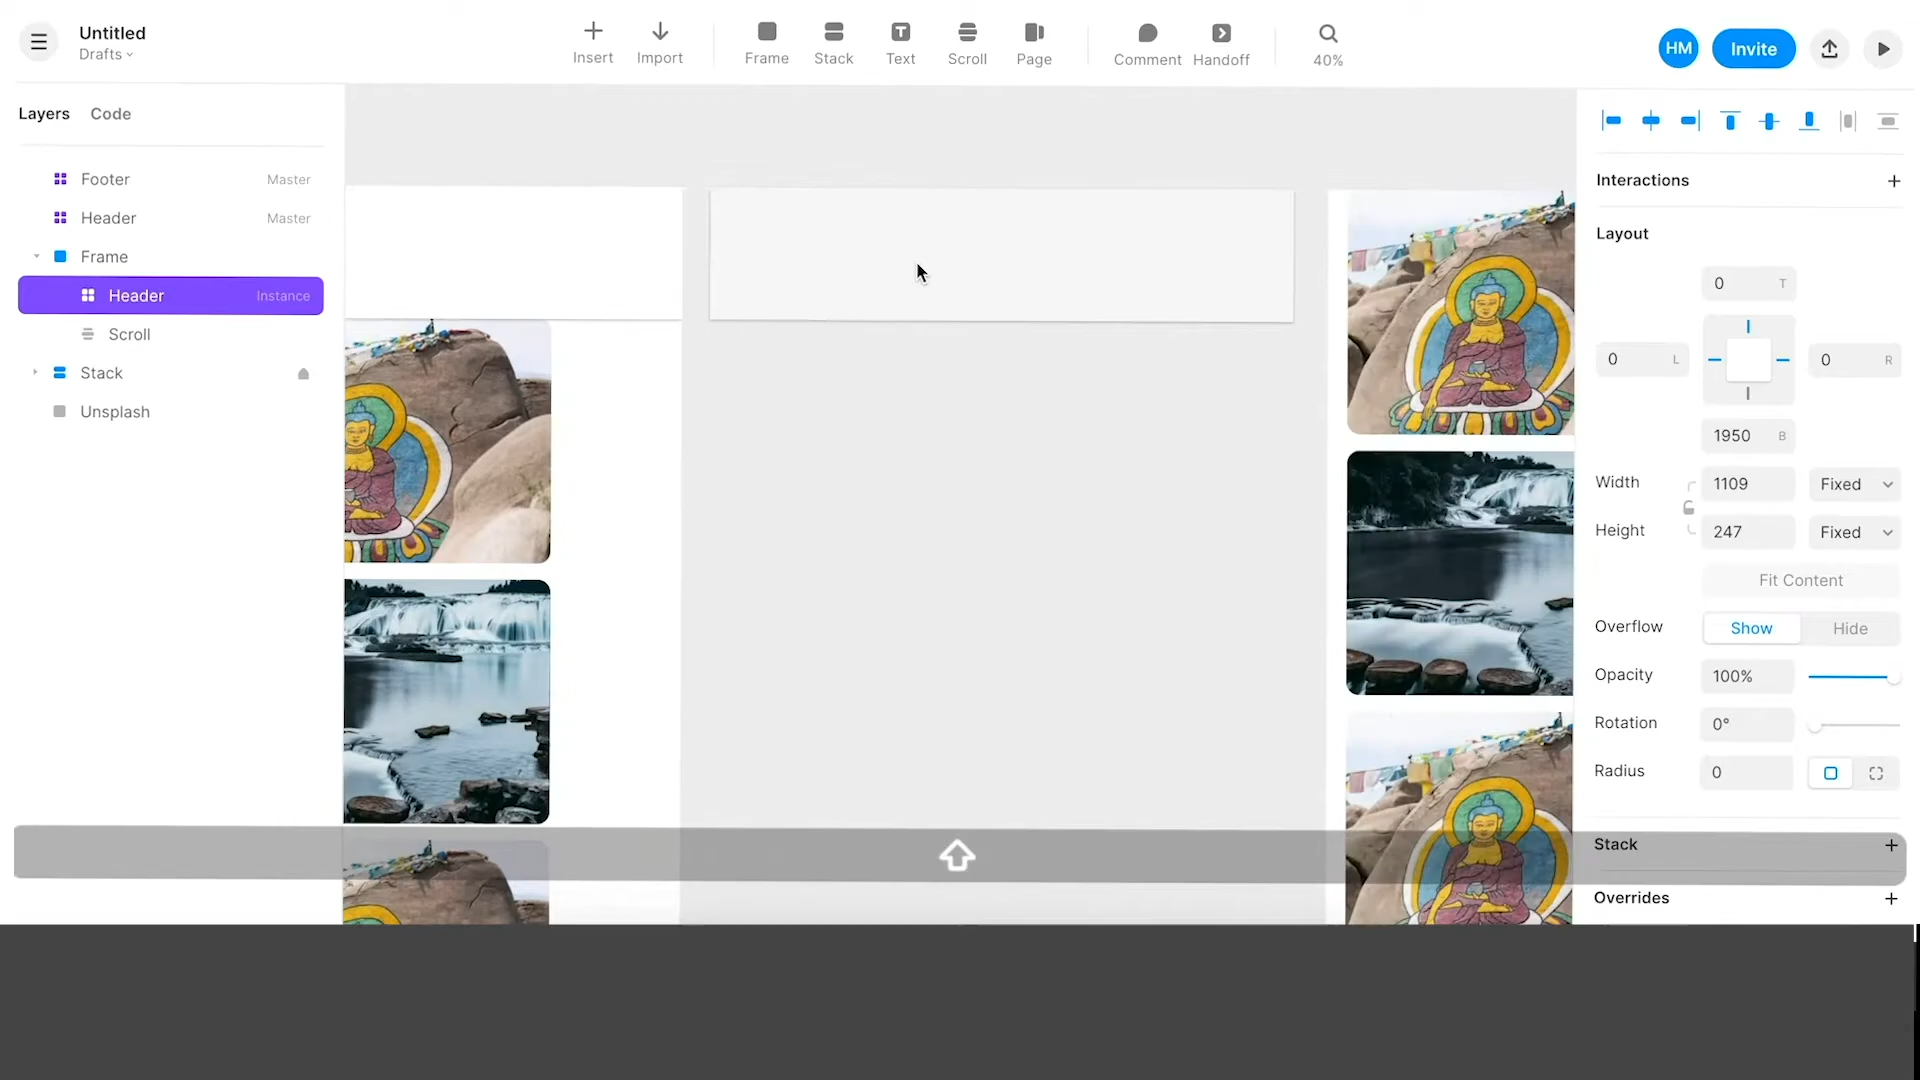 Untitled
Drafts
Insert
Import
Frame
Stack
Text
Scroll
Page
Comment
Handoff
40%
HM
Invite
Layers
Code
Footer
Master
Header
Master
Frame
Header
Instance
Scroll
Stack
Unsplash
Interactions
Layout
0 T
0 L
0 R
1950 B
Width
1109
Fixed
Height
247
Fixed
Fit Content
Overflow
Show
Hide
Opacity
100%
Rotation
0°
Radius
0
Stack
Overrides